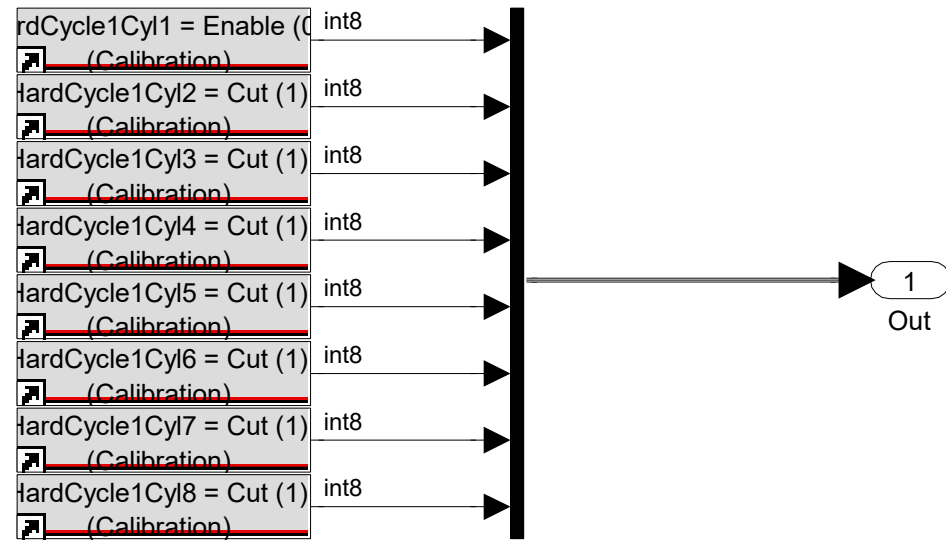 rdCycle1Cyl1 = Enable (0
(Calibration)
int8
HardCycle1Cyl2 = Cut (1)
(Calibration)
int8
HardCycle1Cyl3 = Cut (1)
(Calibration)
int8
HardCycle1Cyl4 = Cut (1)
(Calibration)
int8
HardCycle1Cyl5 = Cut (1)
(Calibration)
int8
HardCycle1Cyl6 = Cut (1)
(Calibration)
int8
HardCycle1Cyl7 = Cut (1)
(Calibration)
int8
HardCycle1Cyl8 = Cut (1)
(Calibration)
int8
1
Out